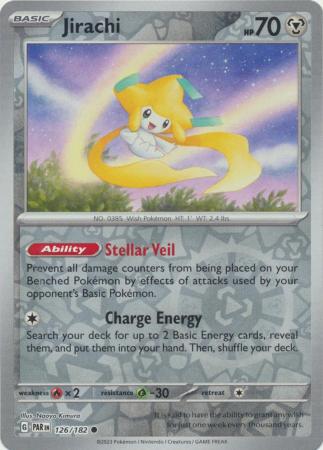 BASIC
Jirachi
HP 70
NO. 0385 Wish Pokémon HT: 1' WT: 2.4 lbs.
Ability Stellar Veil
Prevent all damage counters from being placed on your
Benched Pokémon by effects of attacks used by your
opponent's Basic Pokémon.
Charge Energy
Search your deck for up to 2 Basic Energy cards, reveal
them, and put them into your hand. Then, shuffle your deck.
weakness × 2 resistance -30 retreat
Illus. Naoyo Kimura
G PAR EN 126/182
It is said to have the ability to grant any wish
for just one week every thousand years.
©2023 Pokémon / Nintendo / Creatures / GAME FREAK